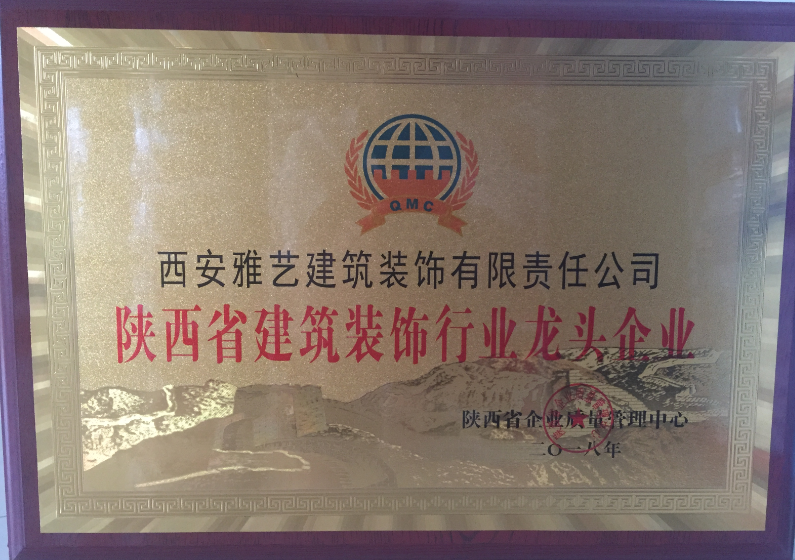 QMC
西安雅艺建筑装饰有限责任公司
陕西省建筑装饰行业龙头企业
陕西省企业质量管理中心
二〇一八年